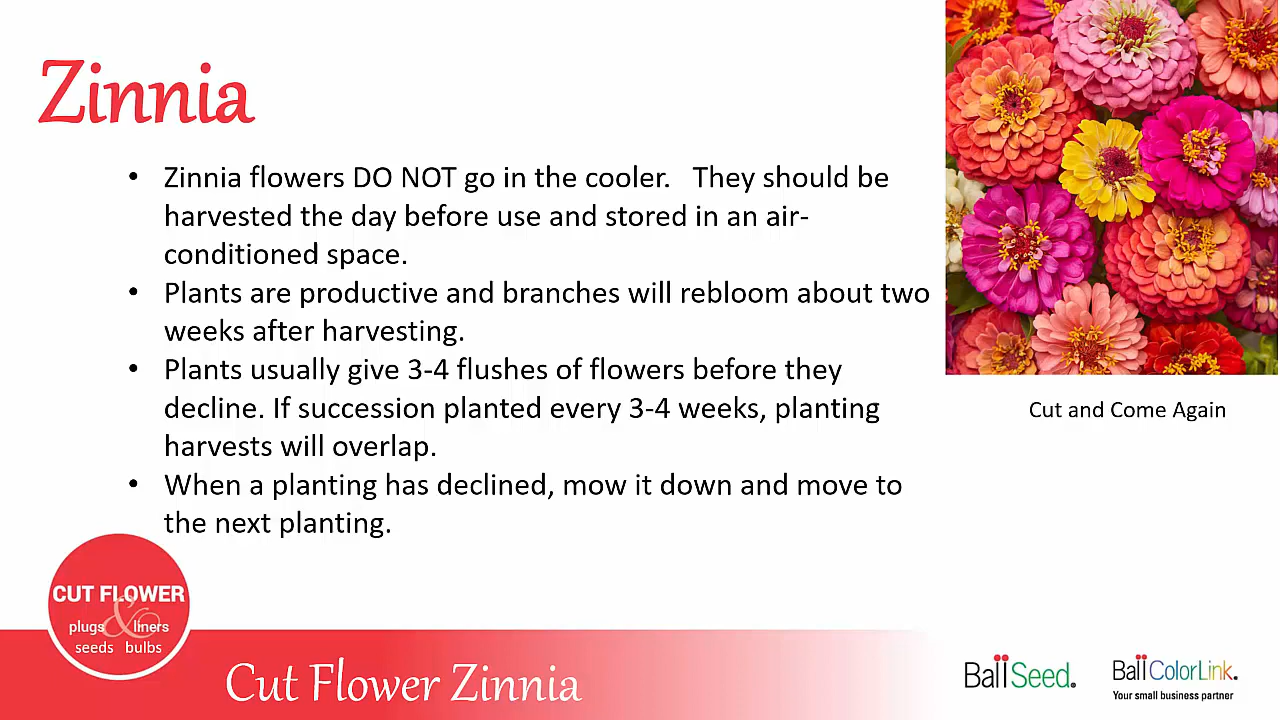 Zinnia
• Zinnia flowers DO NOT go in the cooler.   They should be
harvested the day before use and stored in an air-
conditioned space.
• Plants are productive and branches will rebloom about two
weeks after harvesting.
• Plants usually give 3-4 flushes of flowers before they
decline. If succession planted every 3-4 weeks, planting
harvests will overlap.
• When a planting has declined, mow it down and move to
the next planting.
Cut and Come Again
CUT FLOWER
plugs & liners
seeds bulbs
Cut Flower Zinnia
Ball Seed.
Ball ColorLink.
Your small business partner